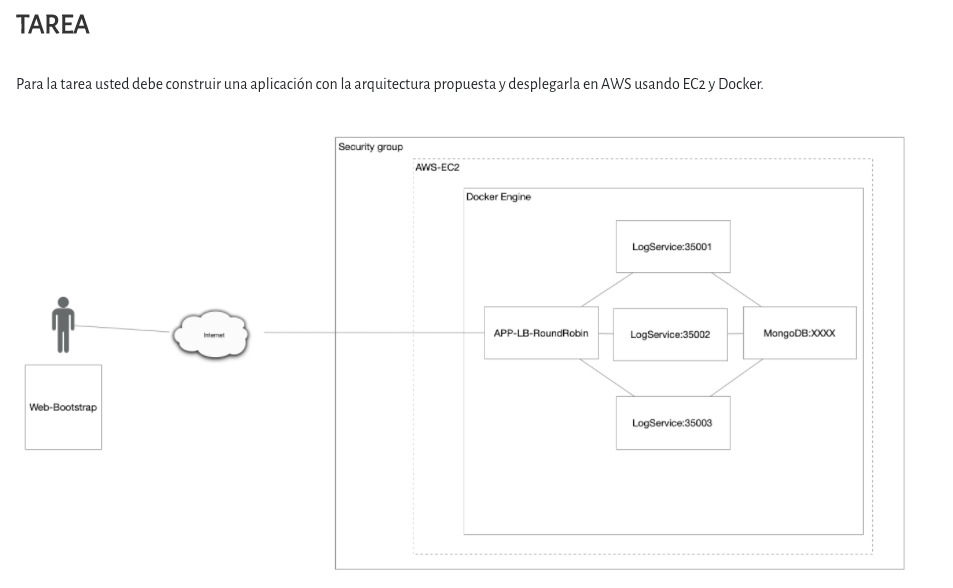 TAREA
Para la tarea usted debe construir una aplicación con la arquitectura propuesta y desplegarla en AWS usando EC2 y Docker.
Security group
AWS-EC2
Docker Engine
LogService:35001
Internet
APP-LB-RoundRobin
LogService:35002
MongoDB:XXXX
Web-Bootstrap
LogService:35003